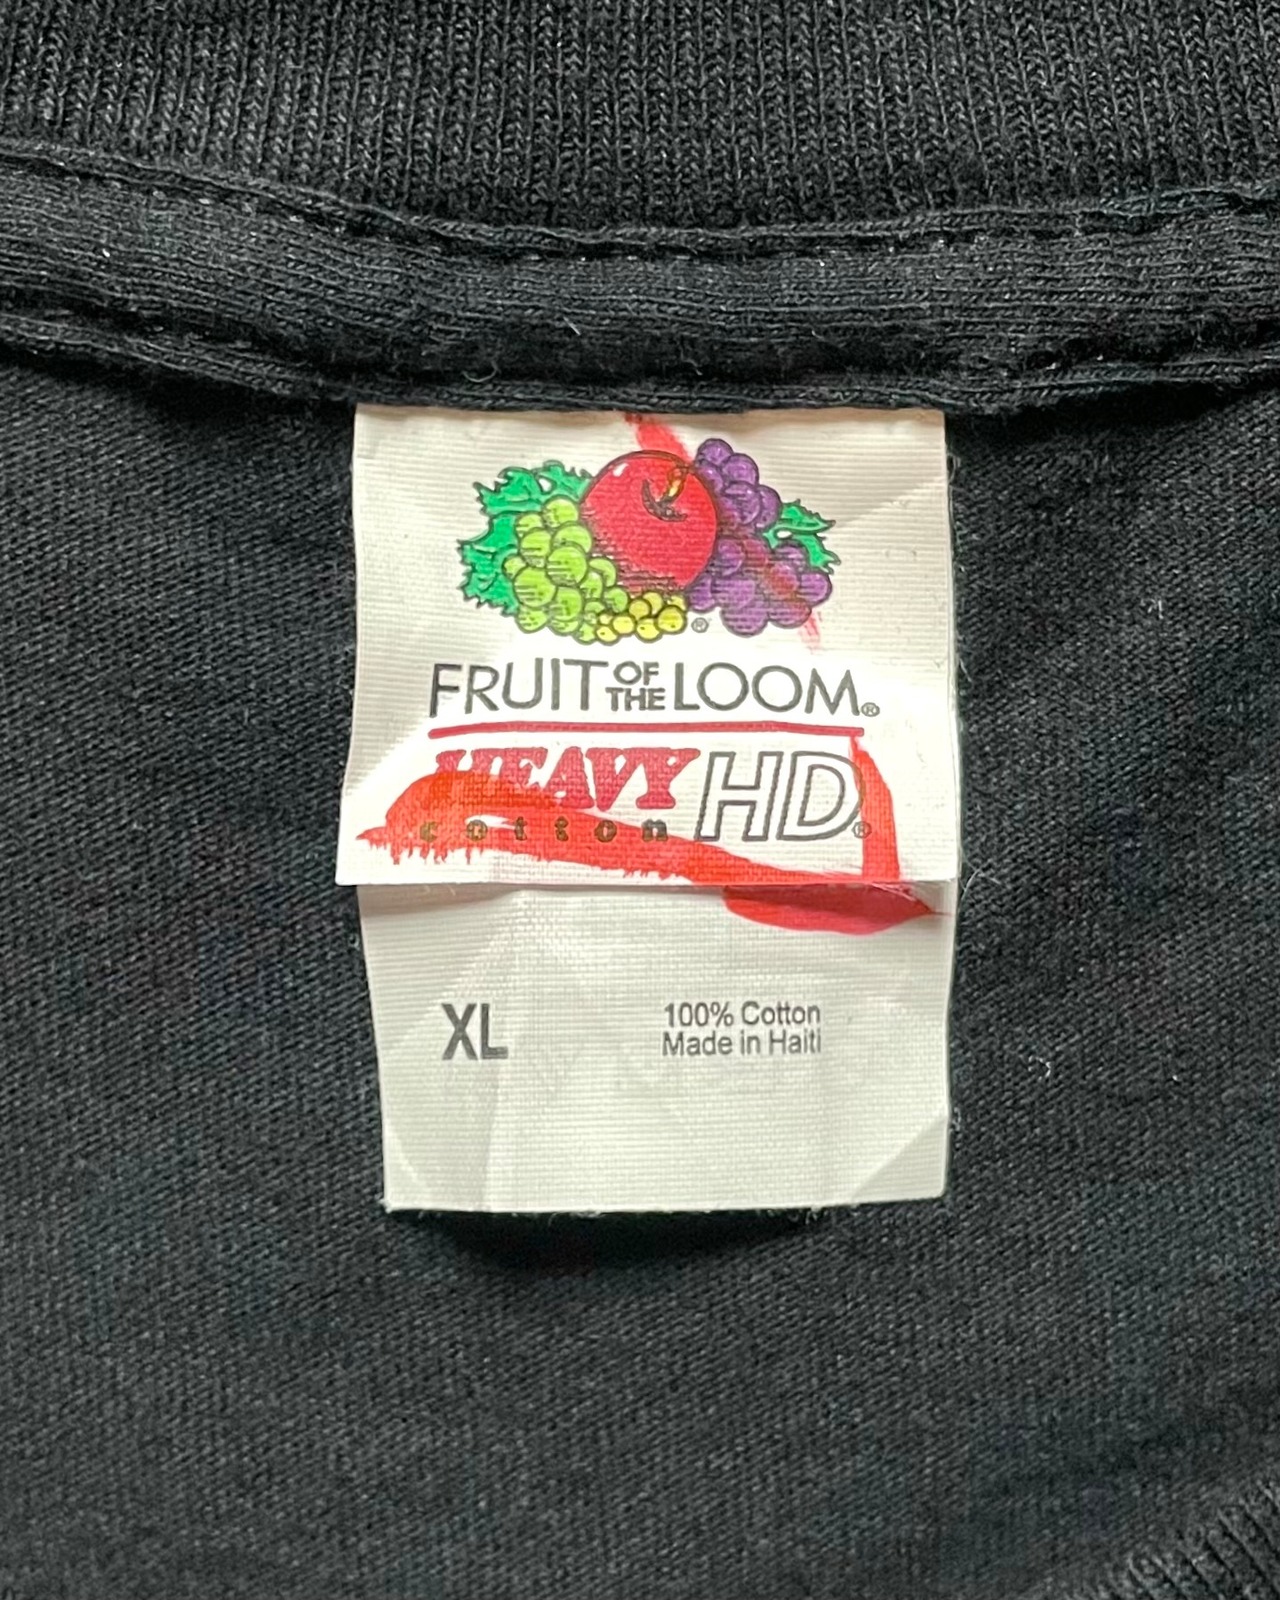 FRUIT OF THE LOOM®
HEAVY cotton HD®
XL
100% Cotton
Made in Haiti